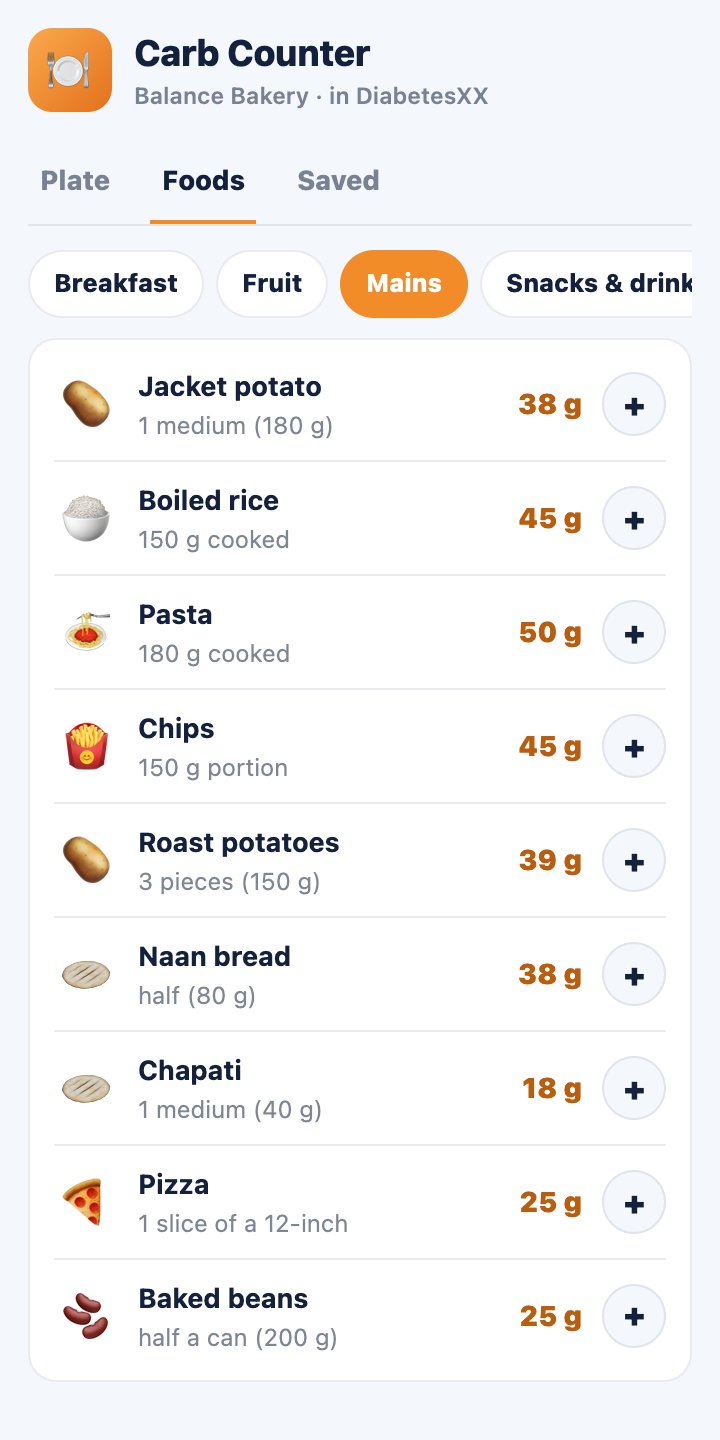 Carb Counter
Balance Bakery · in DiabetesXX
Plate Foods Saved
Breakfast Fruit Mains Snacks & drink
Jacket potato
1 medium (180 g)
38 g +
Boiled rice
150 g cooked
45 g +
Pasta
180 g cooked
50 g +
Chips
150 g portion
45 g +
Roast potatoes
3 pieces (150 g)
39 g +
Naan bread
half (80 g)
38 g +
Chapati
1 medium (40 g)
18 g +
Pizza
1 slice of a 12-inch
25 g +
Baked beans
half a can (200 g)
25 g +